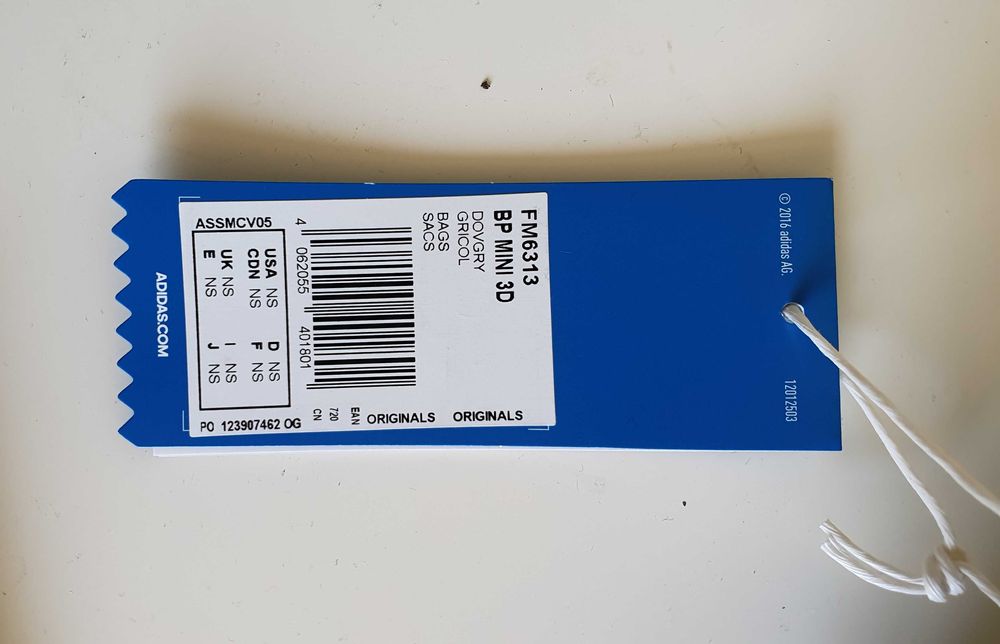 © 2016 adidas AG.
12012503
FM6313
BP MINI 3D
DOVGRY
GRICOL
BAGS
SACS
4 062055 401801
EAN
720
CN
ORIGINALS ORIGINALS
ASSMCV05
USA NS D NS
CDN NS F NS
UK NS I NS
E NS J NS
PO 123907462 OG
ADIDAS.COM